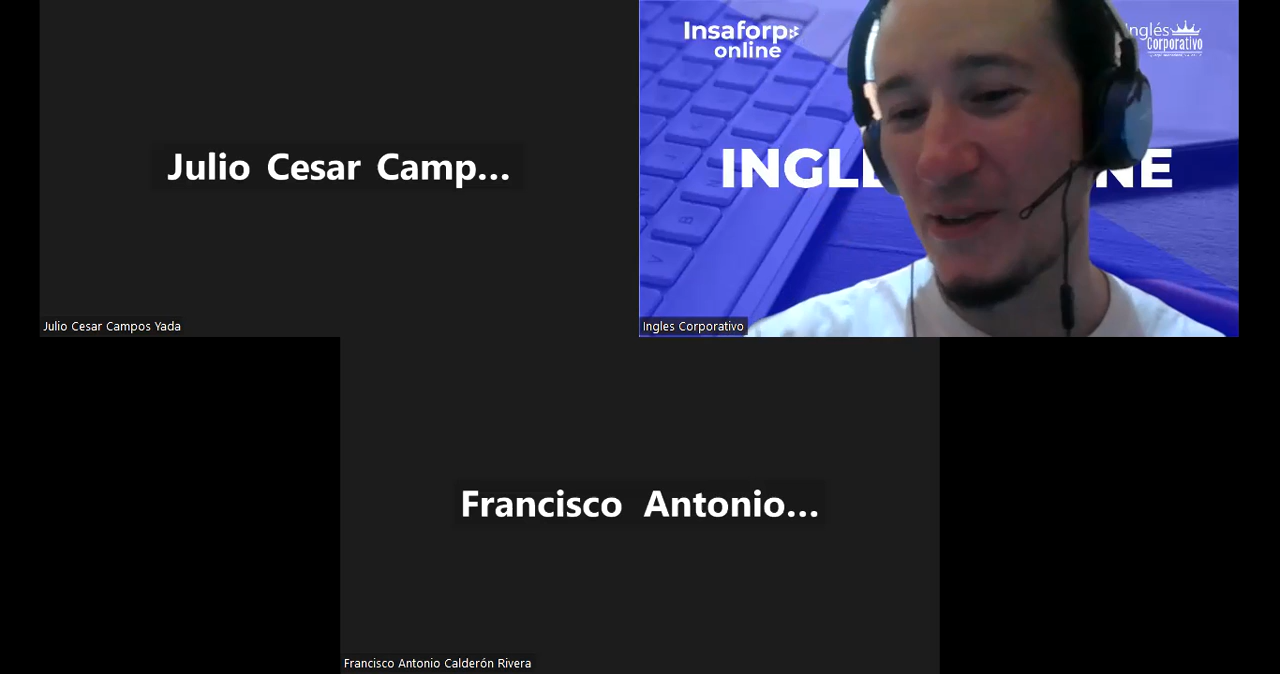 Julio Cesar Camp...
Julio Cesar Campos Yada
Insaforp
online
Inglés
Corporativo
INGL
NE
Ingles Corporativo
Francisco Antonio...
Francisco Antonio Calderón Rivera